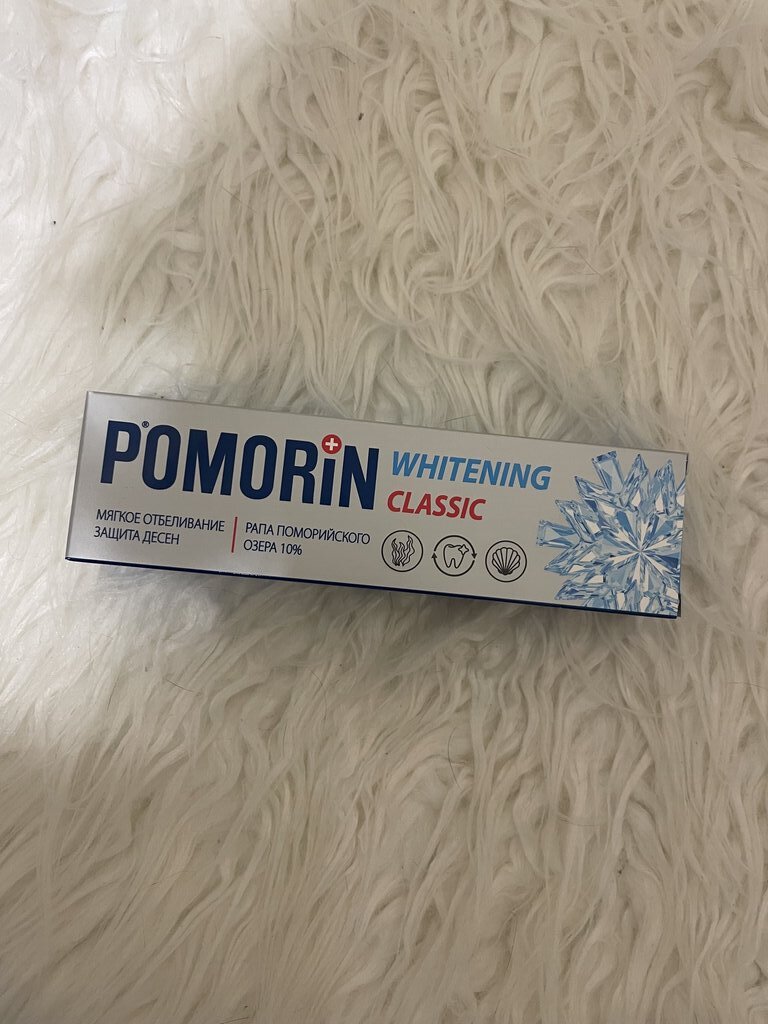 POMORIN®
WHITENING
CLASSIC
МЯГКОЕ ОТБЕЛИВАНИЕ
ЗАЩИТА ДЕСЕН
РАПА ПОМОРИЙСКОГО
ОЗЕРА 10%